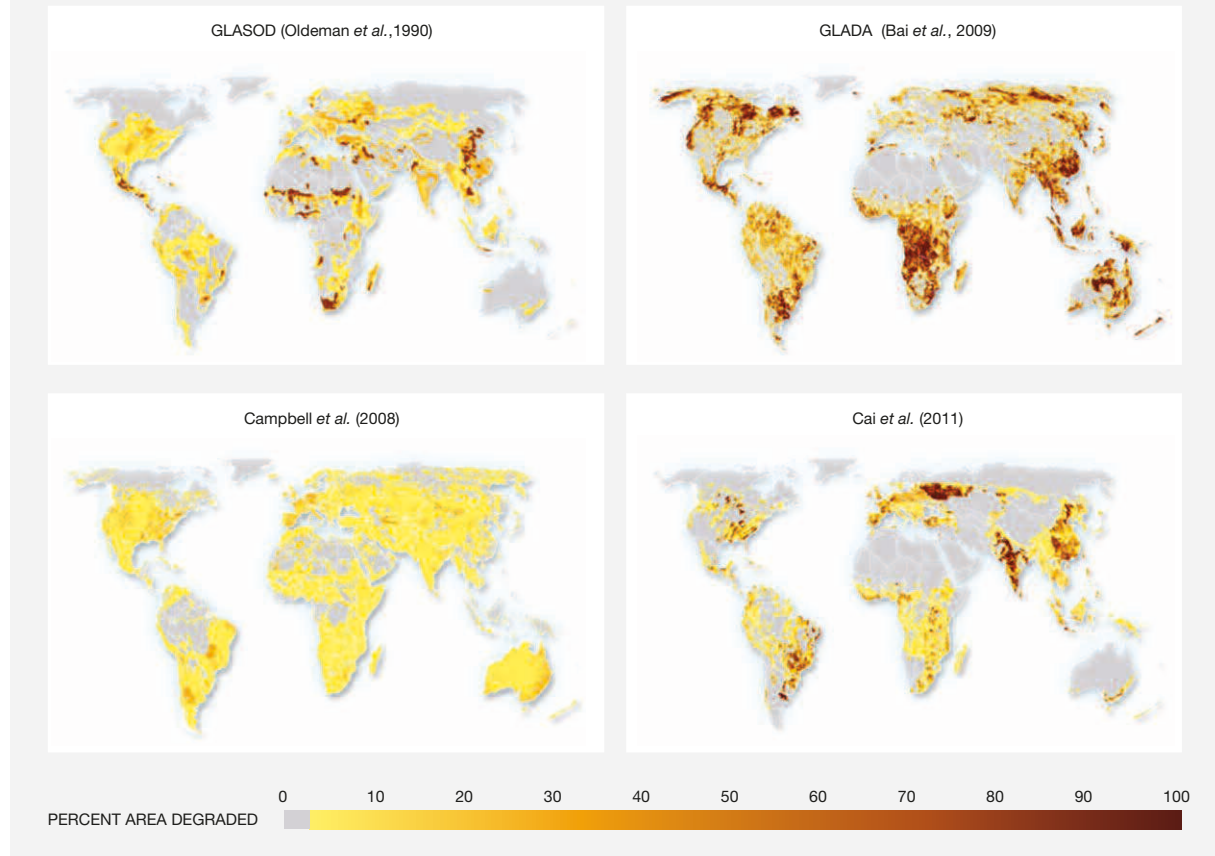 GLASOD (Oldeman et al.,1990)
GLADA (Bai et al., 2009)
Campbell et al. (2008)
Cai et al. (2011)
0 10 20 30 40 50 60 70 80 90 100
PERCENT AREA DEGRADED